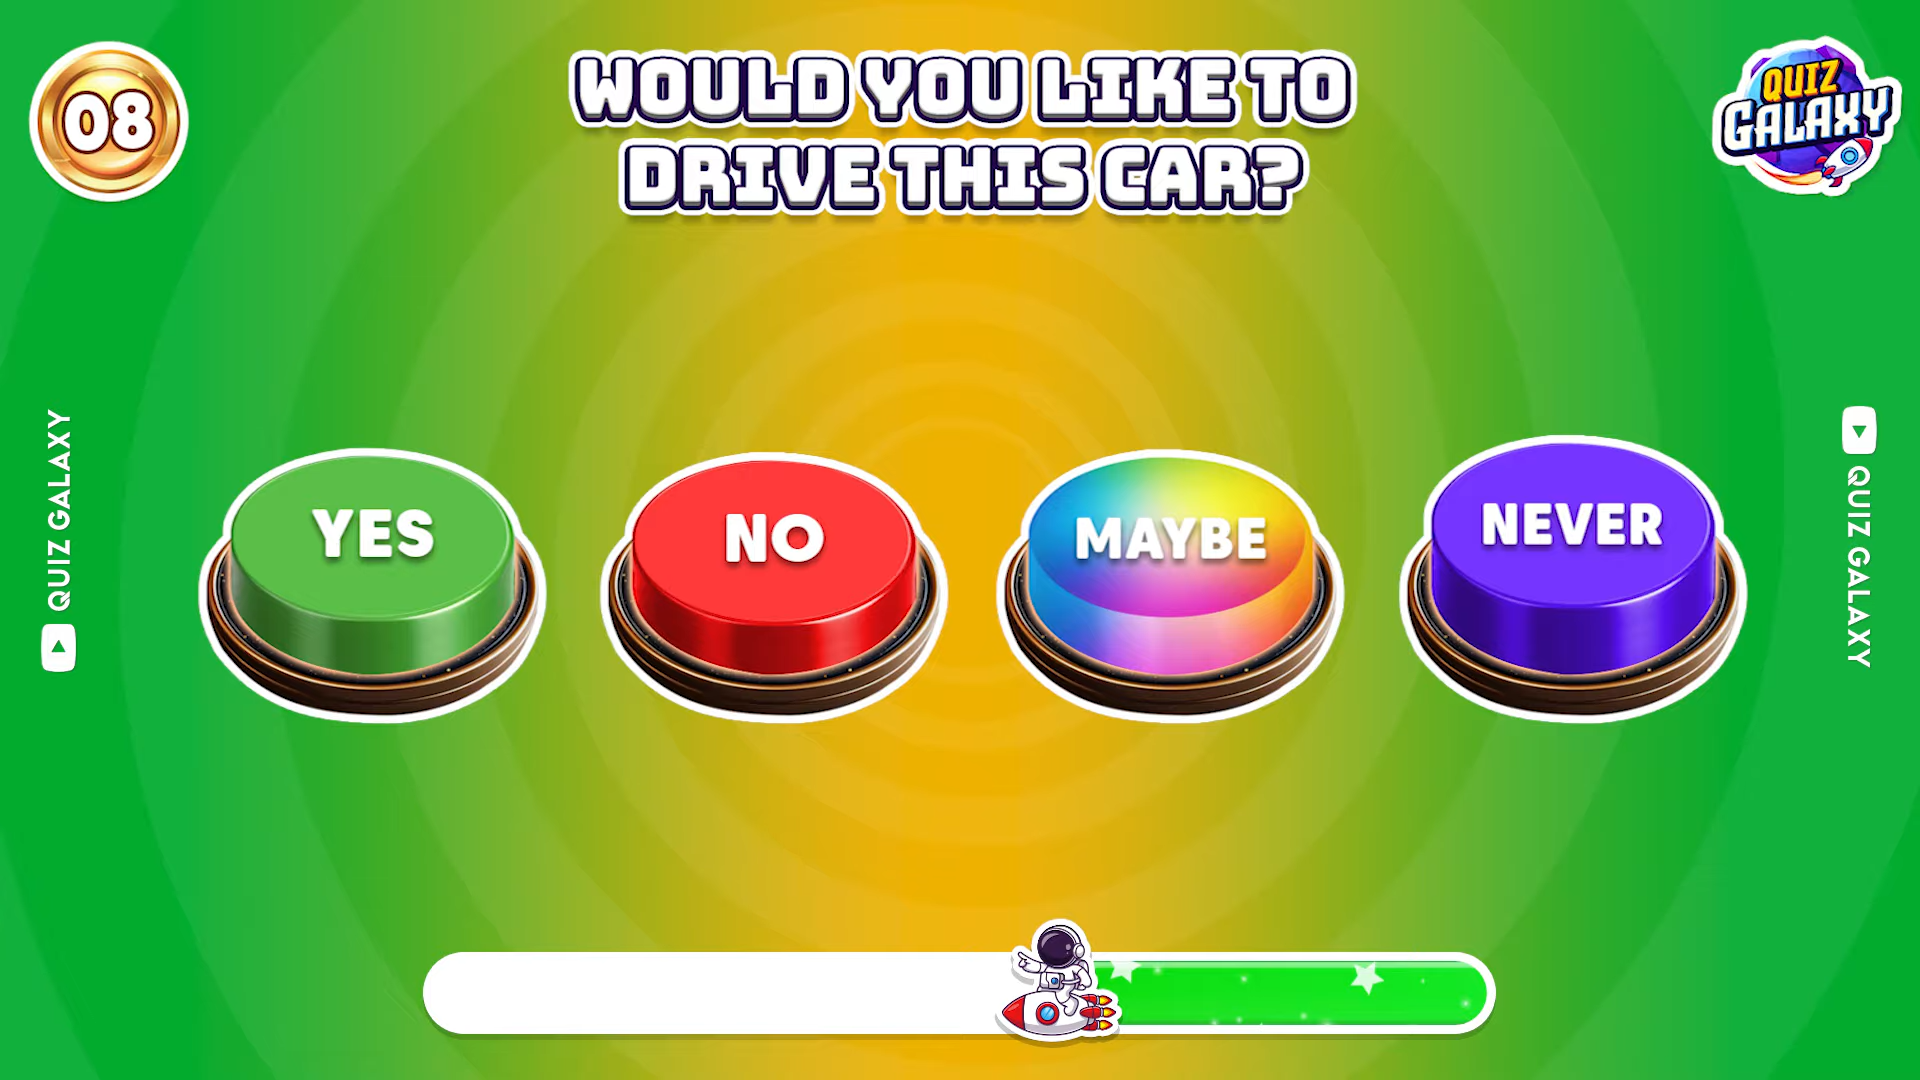 08
WOULD YOU LIKE TO
DRIVE THIS CAR?
QUIZ
GALAXY
QUIZ GALAXY
YES
NO
MAYBE
NEVER
QUIZ GALAXY